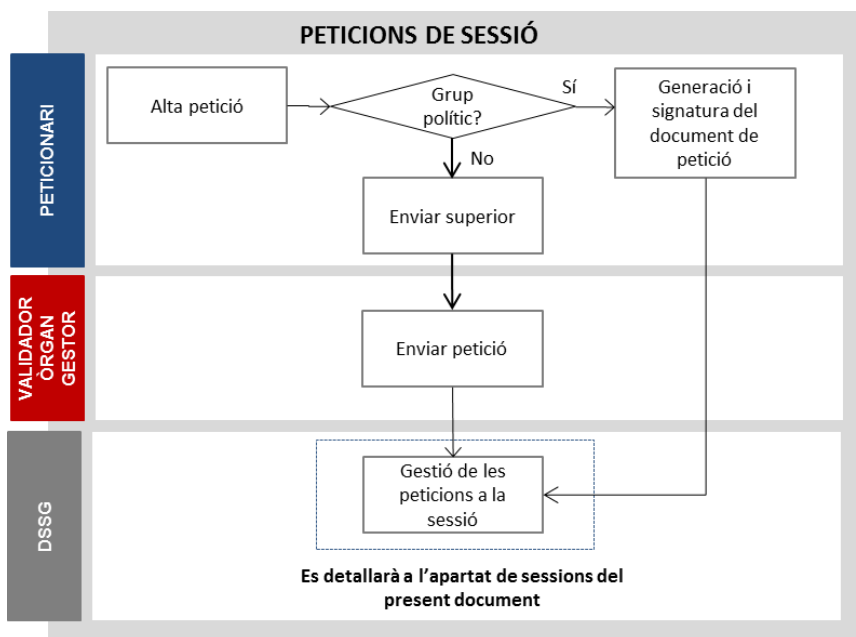 PETICIONS DE SESSIÓ
PETICIONARI
Alta petició
Grup
polític?
Sí
No
Generació i
signatura del
document de
petició
Enviar superior
VALIDADOR
ÒRGAN
GESTOR
Enviar petició
DSSG
Gestió de les
peticions a la
sessió
Es detallarà a l'apartat de sessions del
present document